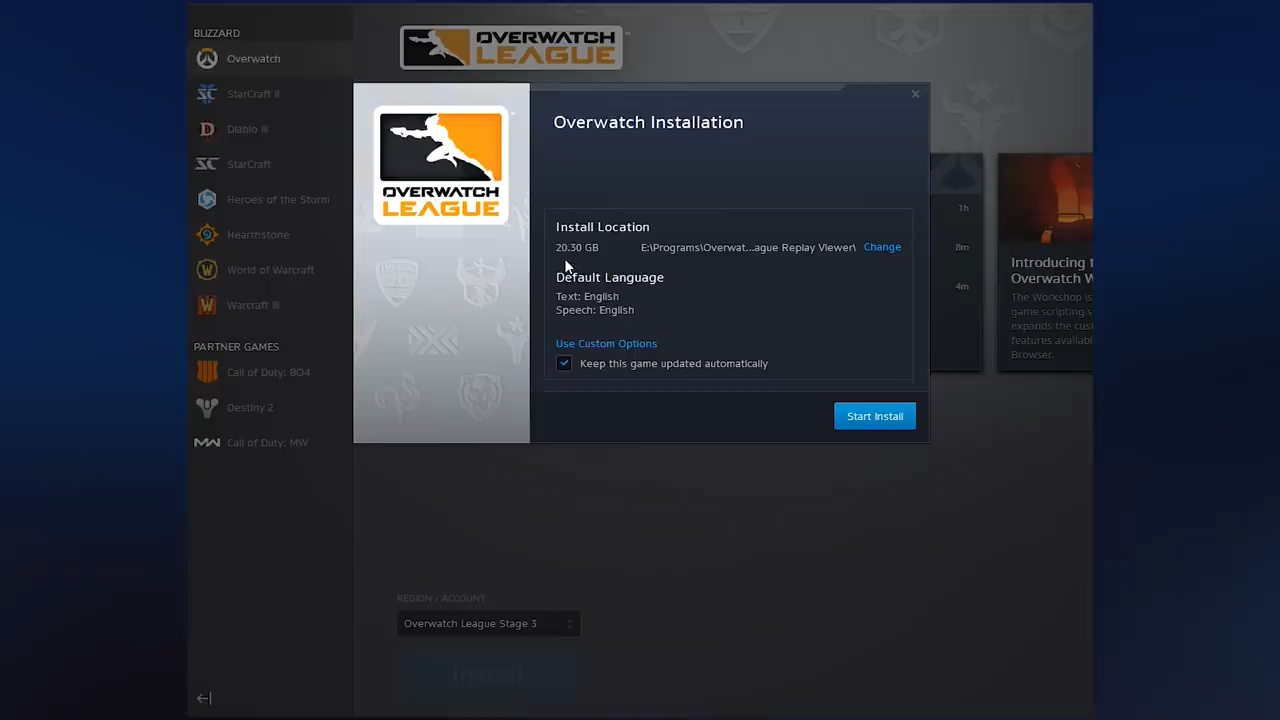 BLIZZARD
Overwatch
StarCraft II
Diablo III
StarCraft
Heroes of the Storm
Hearthstone
World of Warcraft
Warcraft III
PARTNER GAMES
Call of Duty: BO4
Destiny 2
Call of Duty: MW
OVERWATCH
LEAGUE
OVERWATCH
LEAGUE
Overwatch Installation
Install Location
20.30 GB E:\Programs\Overwat...ague Replay Viewer\ Change
Default Language
Text: English
Speech: English
Use Custom Options
Keep this game updated automatically
Start Install
1h
8m
4m
Introducing t
Overwatch W
The Workshop is
game scripting s
expands the cus
features availabl
Browser.
REGION / ACCOUNT
Overwatch League Stage 3
Install